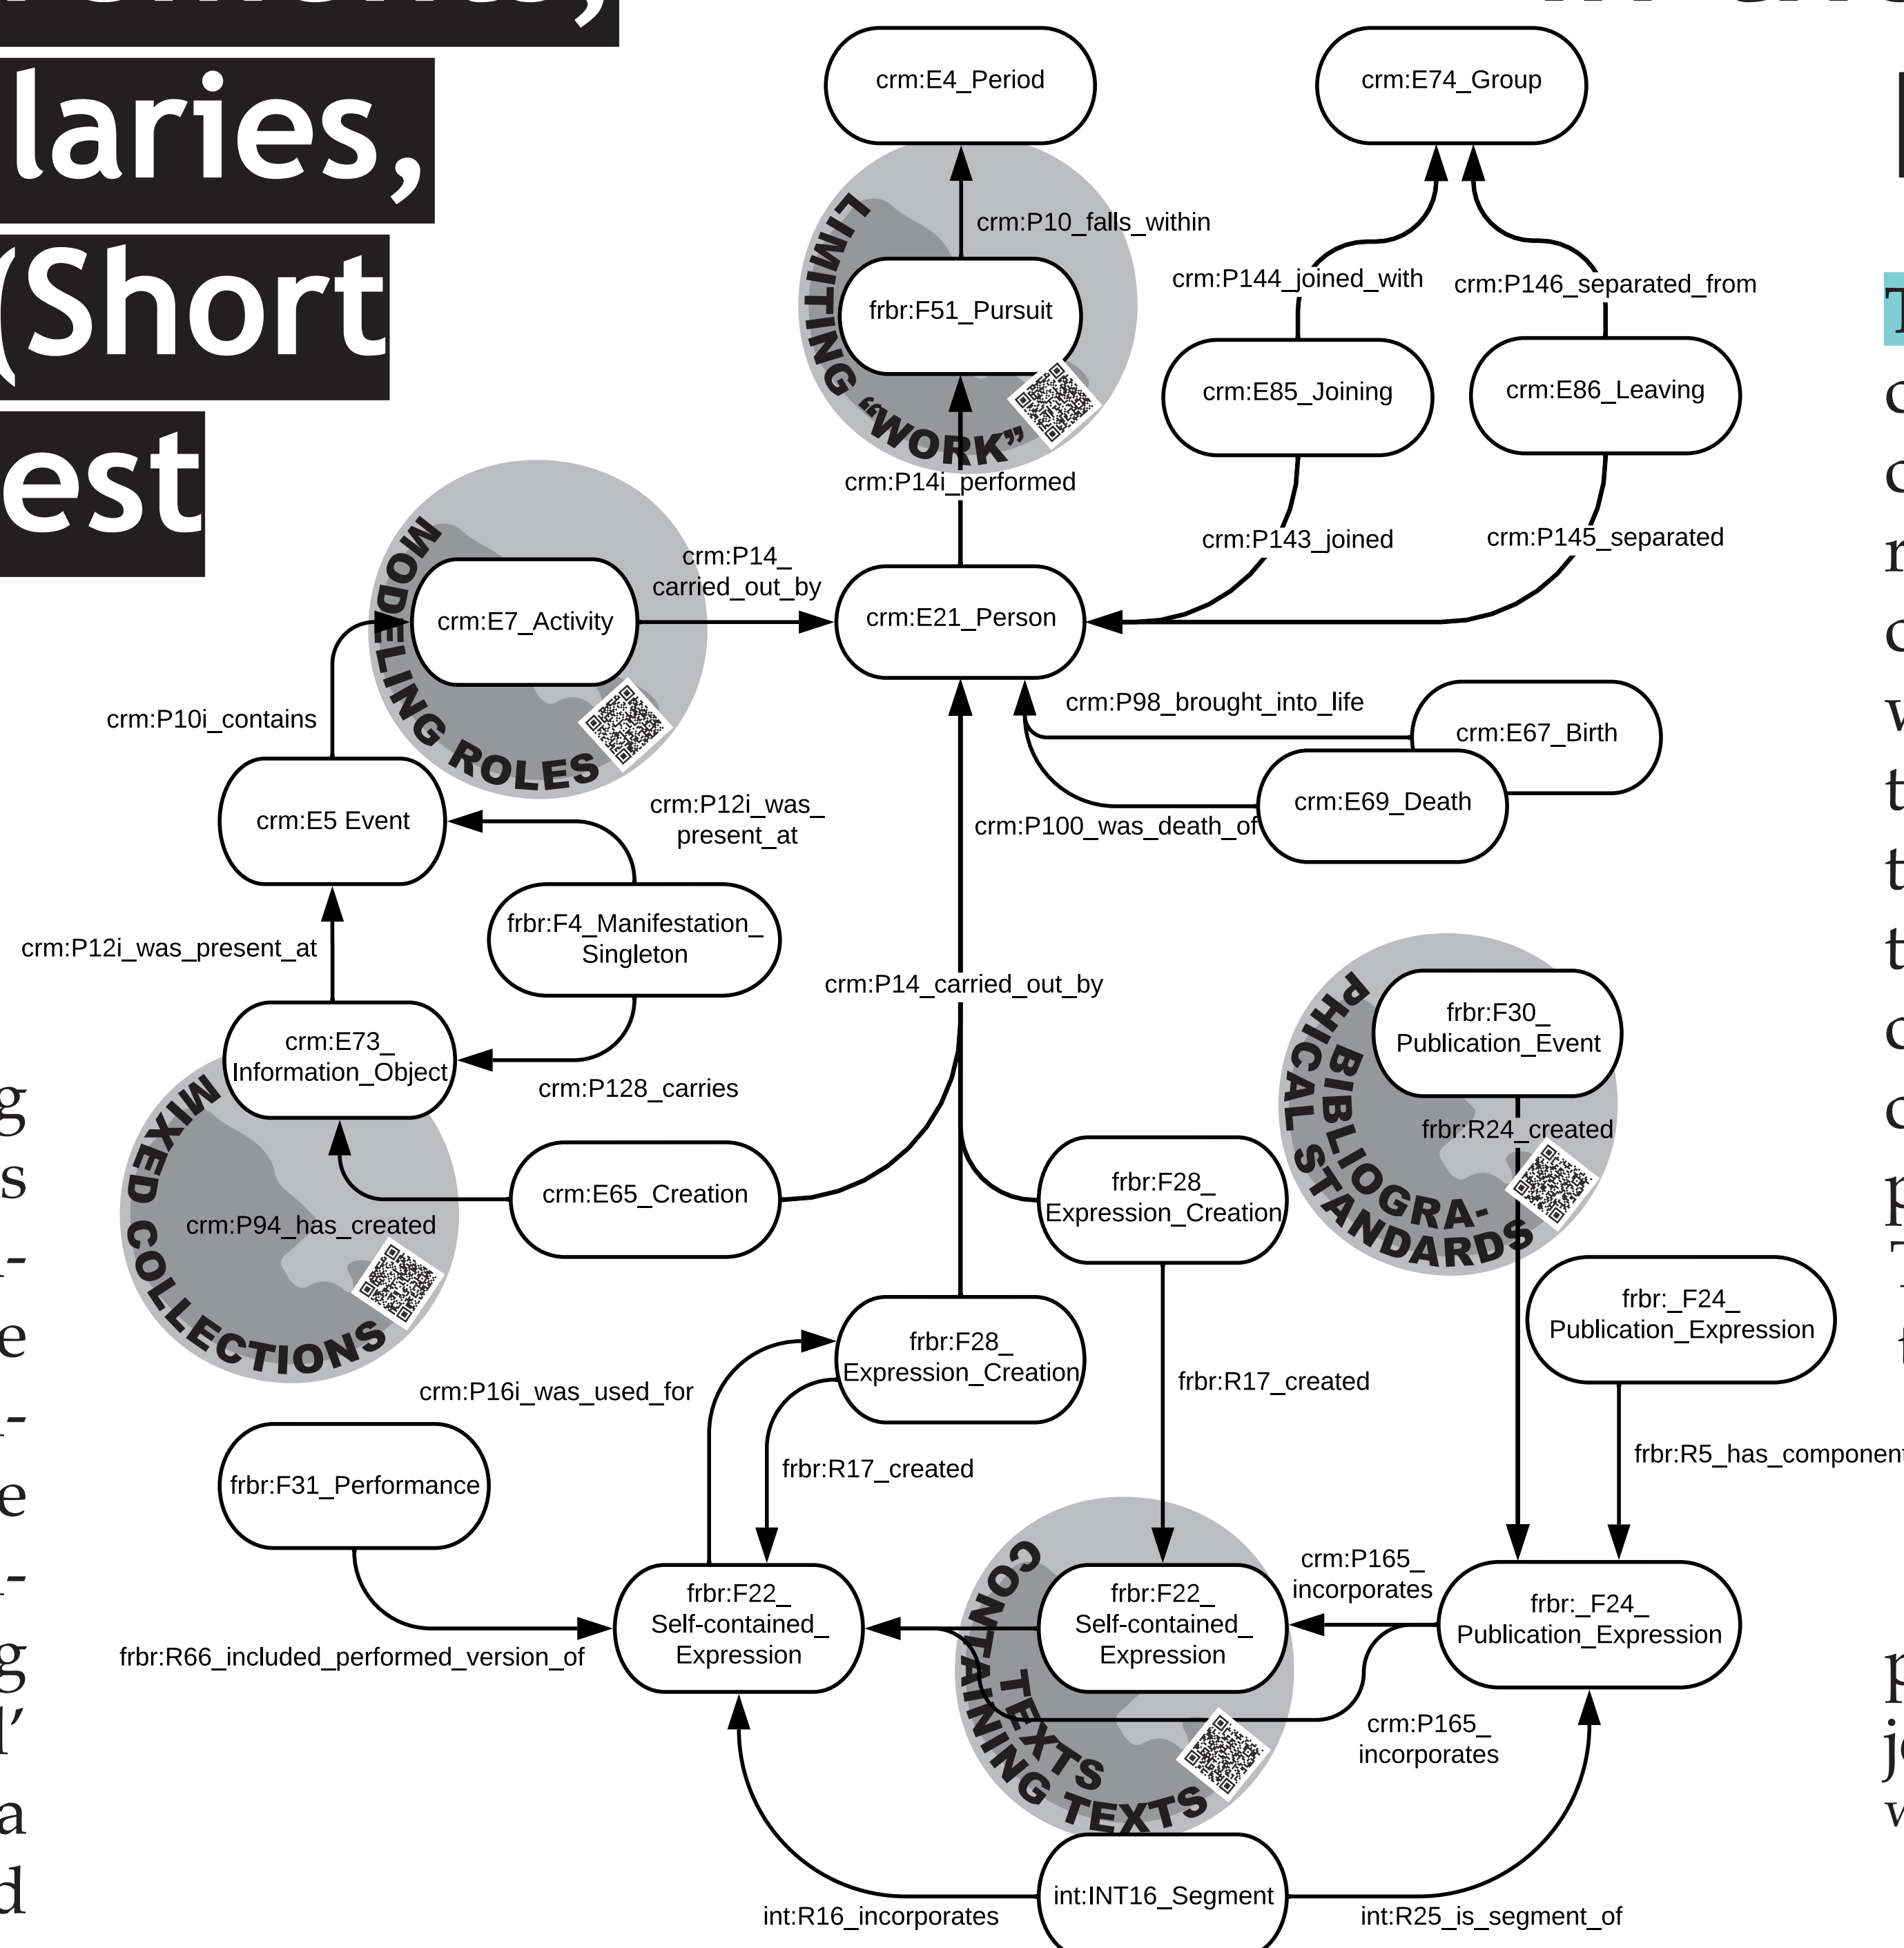 laries,
(Short
est
crm:E4_Period
crm:E74_Group
crm:P10_falls_within
LIMITING “WORK”
frbr:F51_Pursuit
crm:P144_joined_with
crm:P146_separated_from
crm:E85_Joining
crm:E86_Leaving
crm:P14i_performed
crm:P143_joined
crm:P145_separated
MODELING ROLES
crm:P14_
carried_out_by
crm:E7_Activity
crm:E21_Person
crm:P10i_contains
crm:P98_brought_into_life
crm:E67_Birth
crm:E69_Death
crm:P100_was_death_of
crm:E5 Event
crm:P12i_was_
present_at
frbr:F4_Manifestation_
Singleton
crm:P12i_was_present_at
crm:P14_carried_out_by
crm:E73_
Information_Object
crm:P128_carries
PHICAL STANDARDS
BIBLIOGRA-
frbr:F30_
Publication_Event
frbr:R24_created
MIXED COLLECTIONS
crm:E65_Creation
crm:P94_has_created
frbr:F28_
Expression_Creation
frbr:_F24_
Publication_Expression
frbr:F28_
Expression_Creation
crm:P16i_was_used_for
frbr:R17_created
frbr:R17_created
frbr:R5_has_component
frbr:F31_Performance
frbr:R66_included_performed_version_of
frbr:F22_
Self-contained_
Expression
CONTAINING TEXTS
TEXTS
frbr:F22_
Self-contained_
Expression
crm:P165_
incorporates
frbr:_F24_
Publication_Expression
crm:P165_
incorporates
int:INT16_Segment
int:R16_incorporates
int:R25_is_segment_of
g
s
e
e
g
a
d